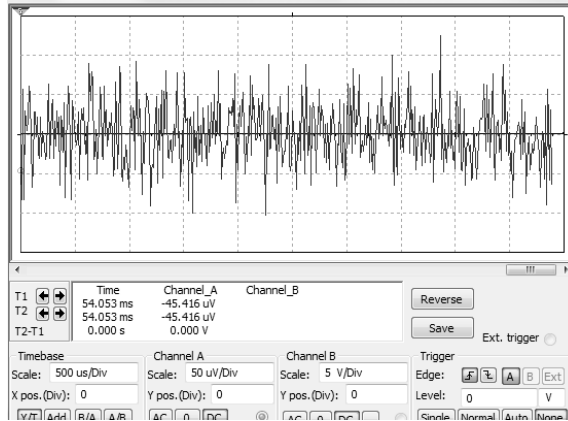 Time Channel_A Channel_B
T1 54.053 ms -45.416 uV
T2 54.053 ms -45.416 uV
T2-T1 0.000 s 0.000 V
Reverse
Save
Ext. trigger
Timebase Channel A Channel B Trigger
Scale: 500 us/Div Scale: 50 uV/Div Scale: 5 V/Div Edge: A B Ext
X pos.(Div): 0 Y pos.(Div): 0 Y pos.(Div): 0 Level: 0 V
Y/T Add B/A A/B AC 0 DC AC 0 DC - Single Normal Auto None